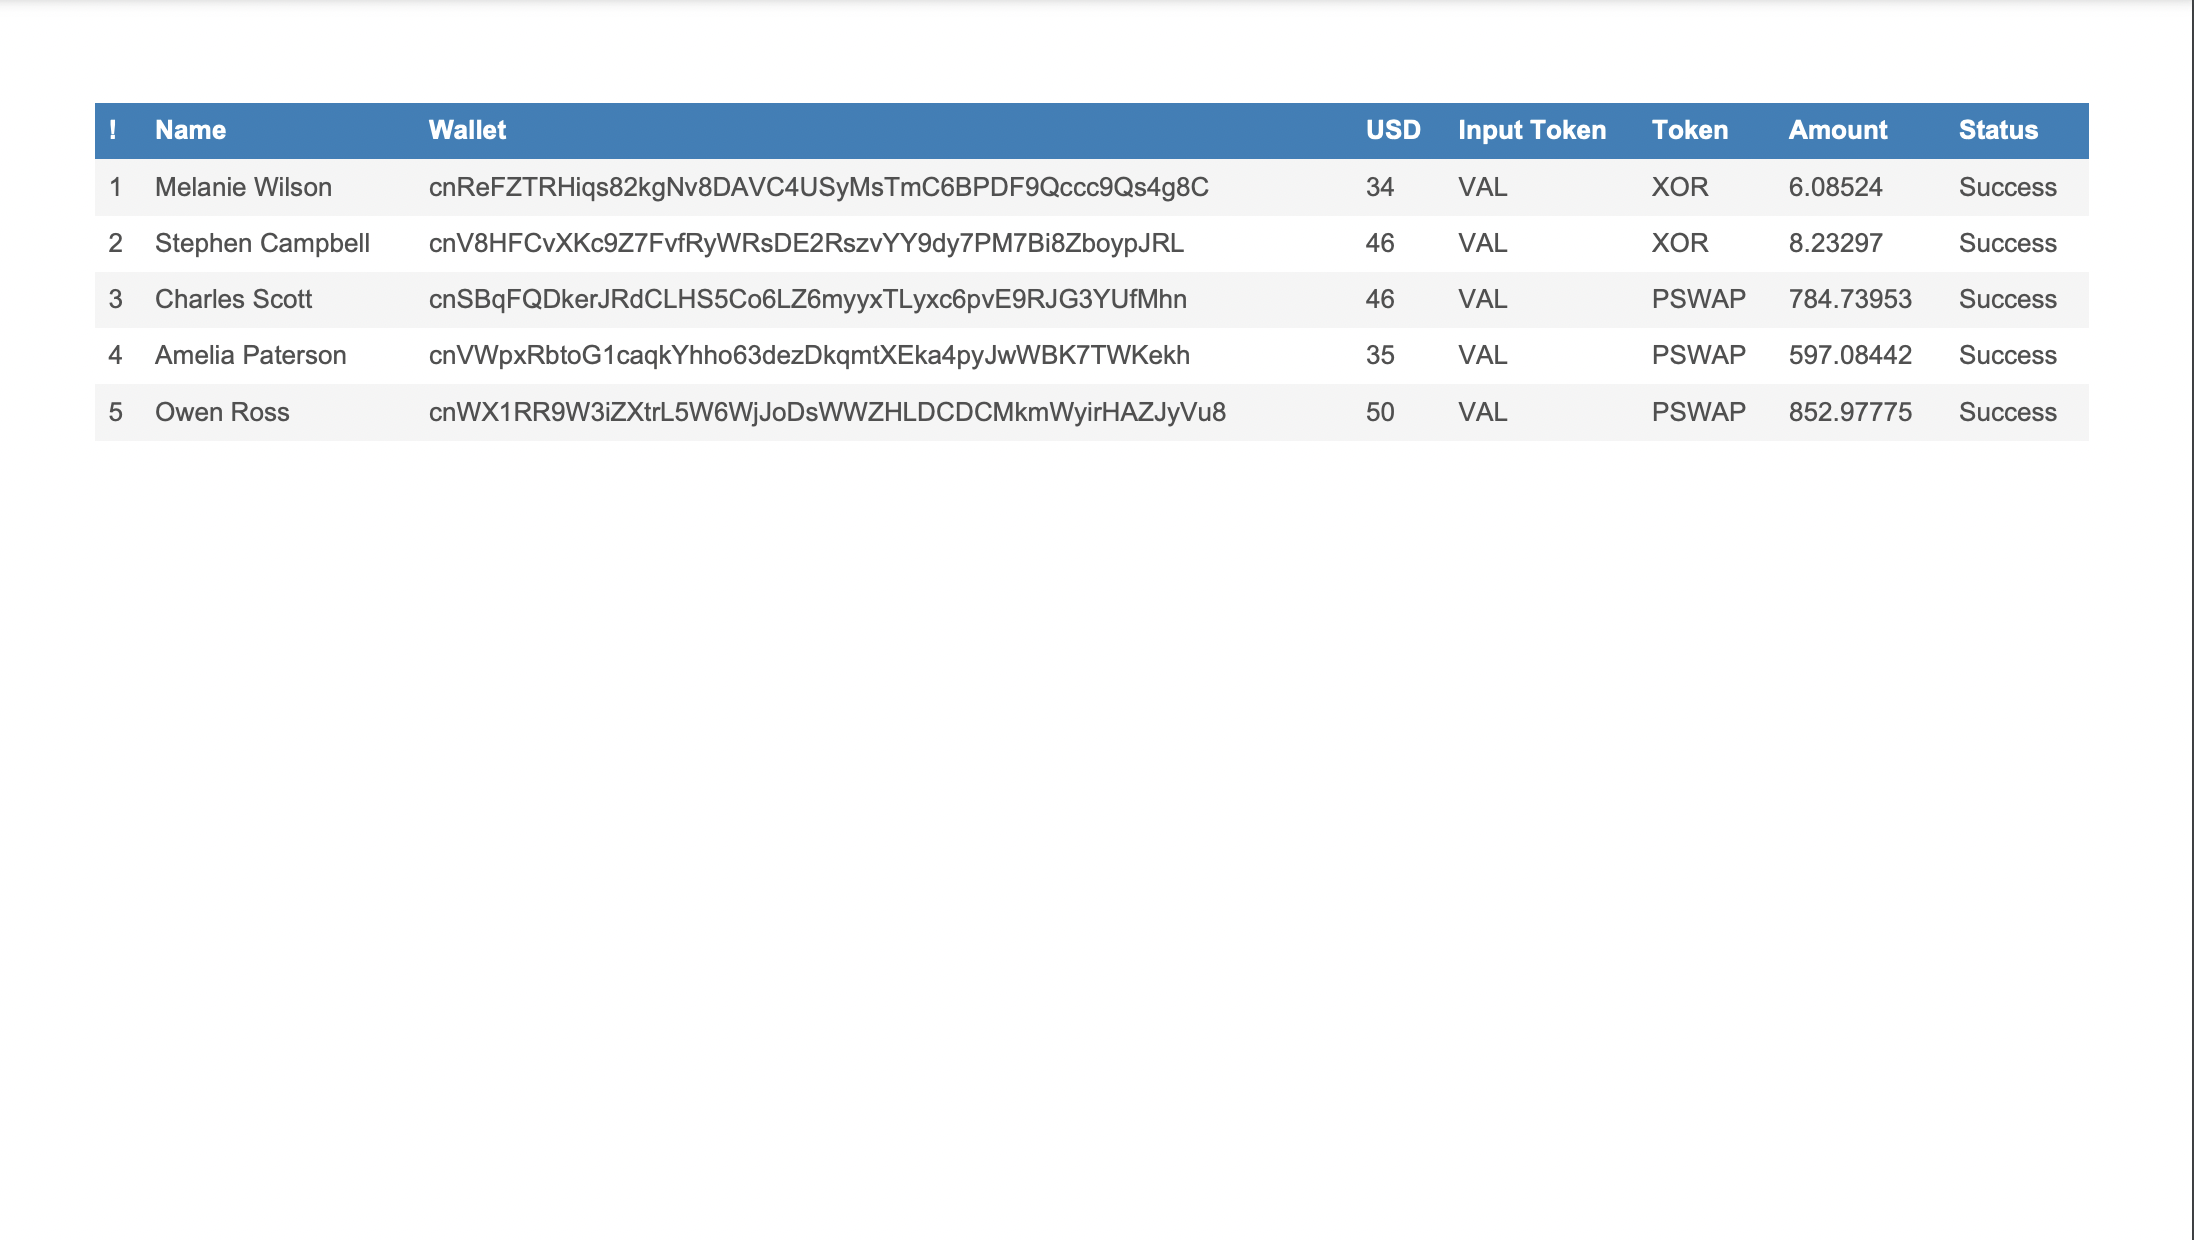 ! Name Wallet USD Input Token Token Amount Status
1 Melanie Wilson cnReFZTRHiqs82kgNv8DAVC4USyMsTmC6BPDF9Qccc9Qs4g8C 34 VAL XOR 6.08524 Success
2 Stephen Campbell cnV8HFCvXKc9Z7FvfRyWRsDE2RszvYY9dy7PM7Bi8ZboypJRL 46 VAL XOR 8.23297 Success
3 Charles Scott cnSBqFQDkerJRdCLHS5Co6LZ6myyxTLyxc6pvE9RJG3YUfMhn 46 VAL PSWAP 784.73953 Success
4 Amelia Paterson cnVWpxRbtoG1caqkYhho63dezDkqmtXEka4pyJwWBK7TWKekh 35 VAL PSWAP 597.08442 Success
5 Owen Ross cnWX1RR9W3iZXtrL5W6WjJoDsWWZHLDCDCMkmWyirHAZJyVu8 50 VAL PSWAP 852.97775 Success